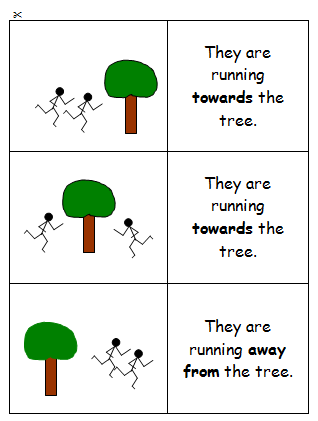 They are
running
towards the
tree.
They are
running
towards the
tree.
They are
running away
from the tree.